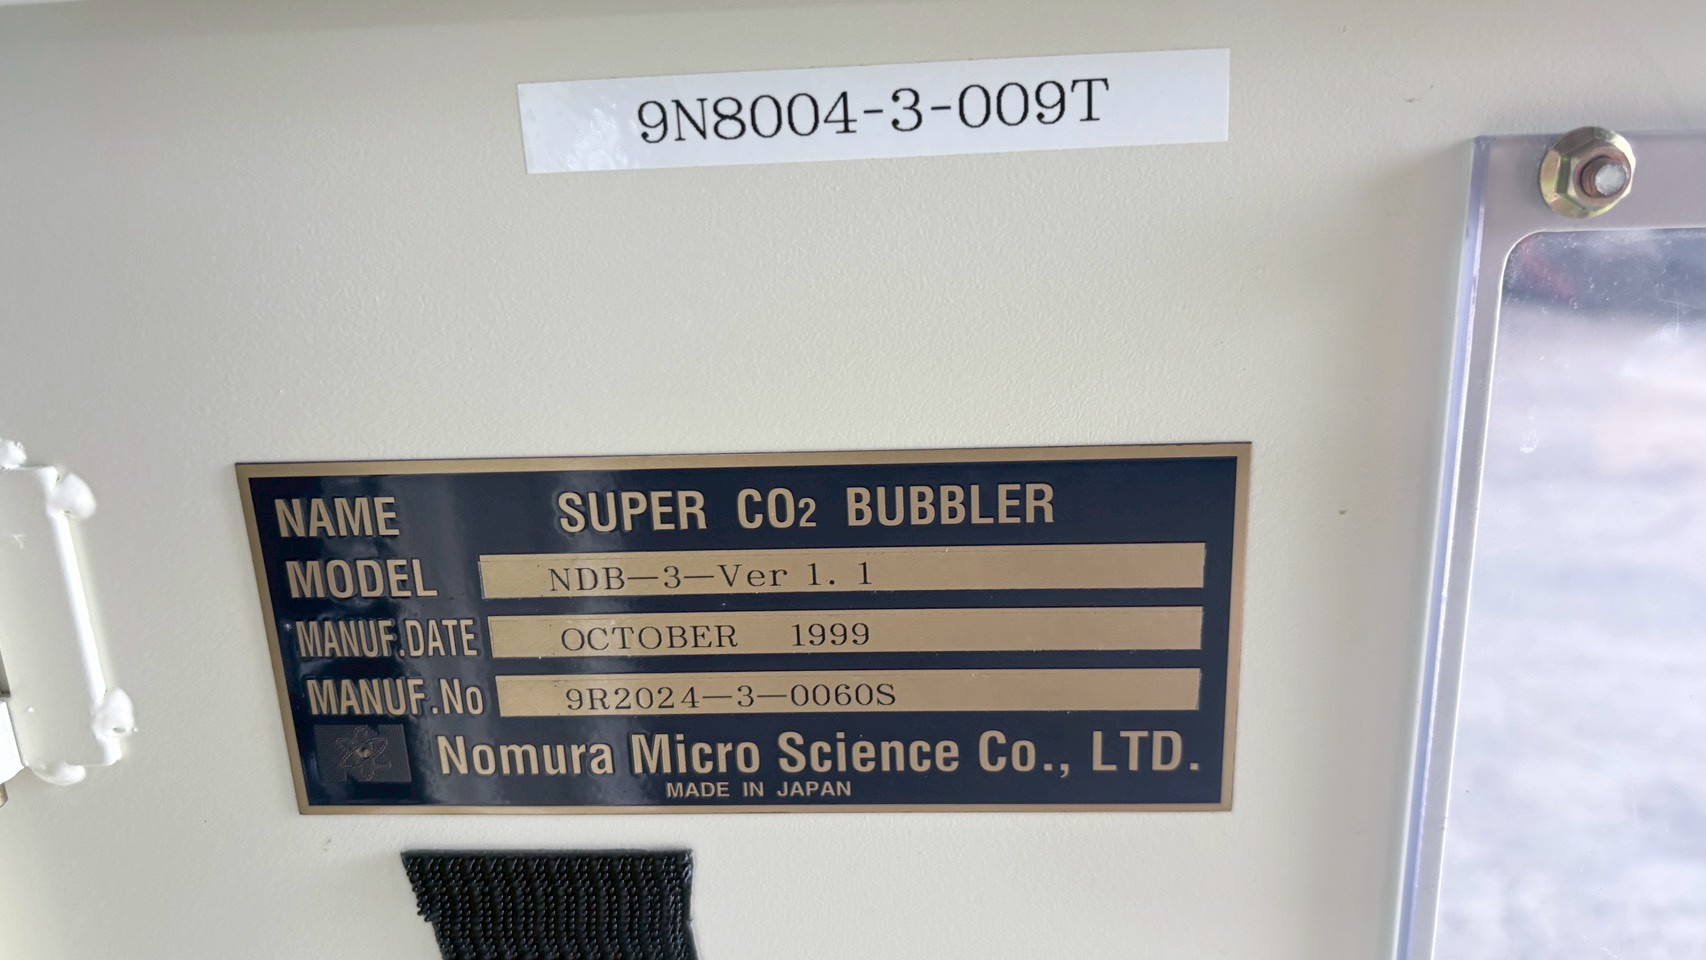 9N8004-3-009T
NAME SUPER CO2 BUBBLER
MODEL NDB-3-Ver 1. 1
MANUF.DATE OCTOBER 1999
MANUF.No 9R2024-3-0060S
Nomura Micro Science Co., LTD.
MADE IN JAPAN